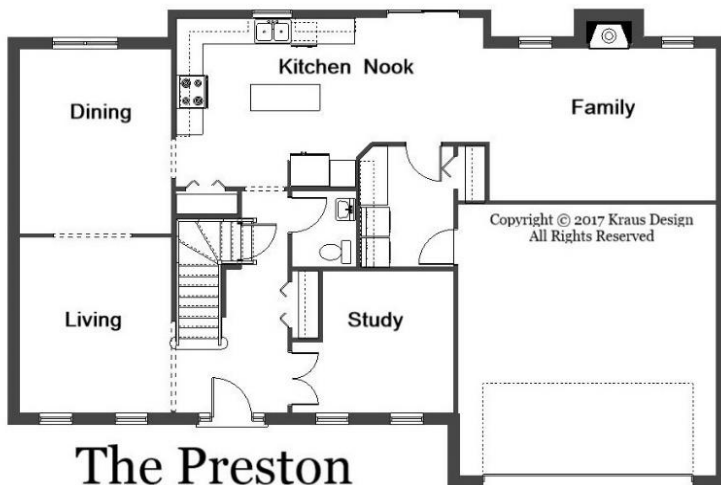 Kitchen Nook
Dining
Family
Copyright © 2017 Kraus Design
All Rights Reserved
Living
Study
The Preston